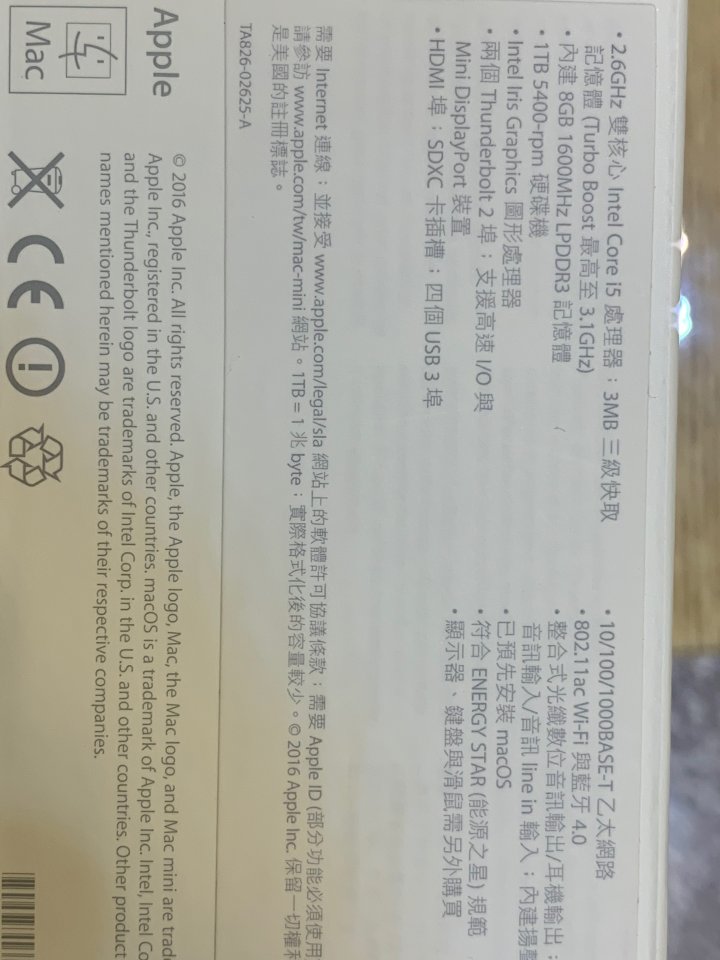 • 2.6GHz 雙核心 Intel Core i5 處理器；3MB 三級快取
記憶體 (Turbo Boost 最高至 3.1GHz)
• 內建 8GB 1600MHz LPDDR3 記憶體
• 1TB 5400-rpm 硬碟機
• Intel Iris Graphics 圖形處理器
• 兩個 Thunderbolt 2 埠；支援高速 I/O 與
Mini DisplayPort 裝置
• HDMI 埠；SDXC 卡插槽；四個 USB 3 埠
• 10/100/1000BASE-T 乙太網路
• 802.11ac Wi-Fi 與藍牙 4.0
• 整合式光纖數位音訊輸出/耳機輸出；
音訊輸入/音訊 line in 輸入；內建揚聲
• 已預先安裝 macOS
• 符合 ENERGY STAR (能源之星) 規範
• 顯示器、鍵盤與滑鼠需另外購買
需要 Internet 連線；並接受 www.apple.com/legal/sla 網站上的軟體許可協議條款；需要 Apple ID (部分功能必須使用
請參訪 www.apple.com/tw/mac-mini 網站。1TB = 1 兆 byte；實際格式化後的容量較少。© 2016 Apple Inc. 保留一切權利
是美國的註冊標誌。
TA826-02625-A
Apple
Mac
© 2016 Apple Inc. All rights reserved. Apple, the Apple logo, Mac, the Mac logo, and Mac mini are trade
Apple Inc., registered in the U.S. and other countries. macOS is a trademark of Apple Inc. Intel, Intel Co
and the Thunderbolt logo are trademarks of Intel Corp. in the U.S. and other countries. Other product
names mentioned herein may be trademarks of their respective companies.
CE